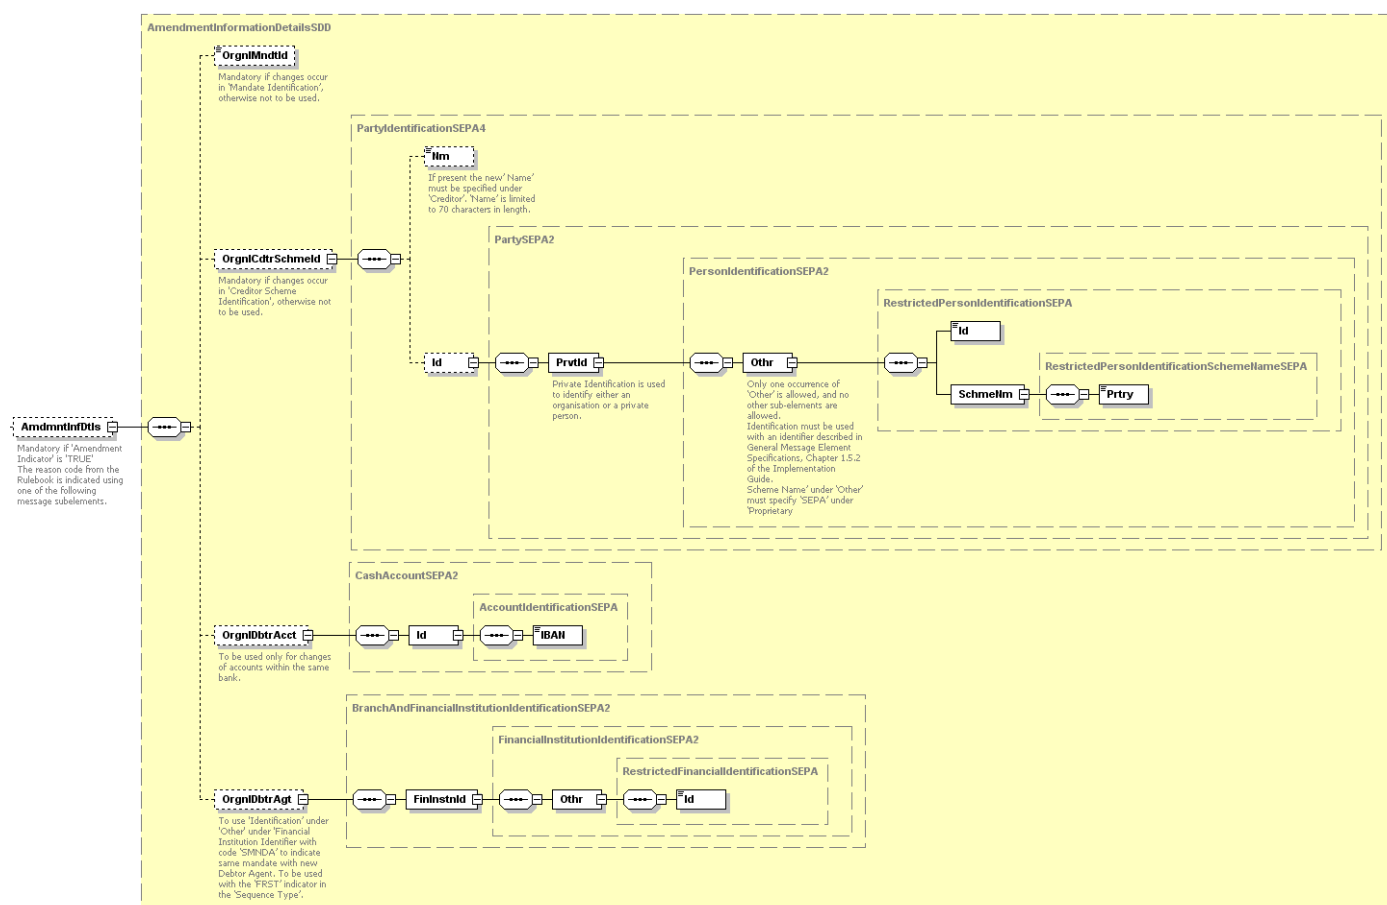 AmendmentInformationDetailsSDD
OrgnlMndtId
Mandatory if changes occur
in 'Mandate Identification',
otherwise not to be used.
PartyIdentificationSEPA4
Nm
If present the new' Name'
must be specified under
'Creditor'. 'Name' is limited
to 70 characters in length.
PartySEPA2
PersonIdentificationSEPA2
RestrictedPersonIdentificationSEPA
Id
OrgnlCdtrSchmeId
Mandatory if changes occur
in 'Creditor Scheme
Identification', otherwise not
to be used.
Id
PrvtId
Private Identification is used
to identify either an
organisation or a private
person.
Othr
Only one occurrence of
'Other' is allowed, and no
other sub-elements are
allowed.
Identification must be used
with an identifier described in
General Message Element
Specifications, Chapter 1.5.2
of the Implementation
Guide.
Scheme Name' under 'Other'
must specify 'SEPA' under
'Proprietary
RestrictedPersonIdentificationSchemeNameSEPA
SchmeNm
Prtry
AmdmntInfDtls
Mandatory if 'Amendment
Indicator' is 'TRUE'
The reason code from the
Rulebook is indicated using
one of the following
message subelements.
CashAccountSEPA2
AccountIdentificationSEPA
OrgnlDbtrAcct
Id
IBAN
To be used only for changes
of accounts within the same
bank.
BranchAndFinancialInstitutionIdentificationSEPA2
FinancialInstitutionIdentificationSEPA2
RestrictedFinancialIdentificationSEPA
OrgnlDbtrAgt
FinInstnId
Othr
Id
To use 'Identification' under
'Other' under 'Financial
Institution Identifier with
code 'SMNDA' to indicate
same mandate with new
Debtor Agent. To be used
with the 'FRST' indicator in
the 'Sequence Type'.